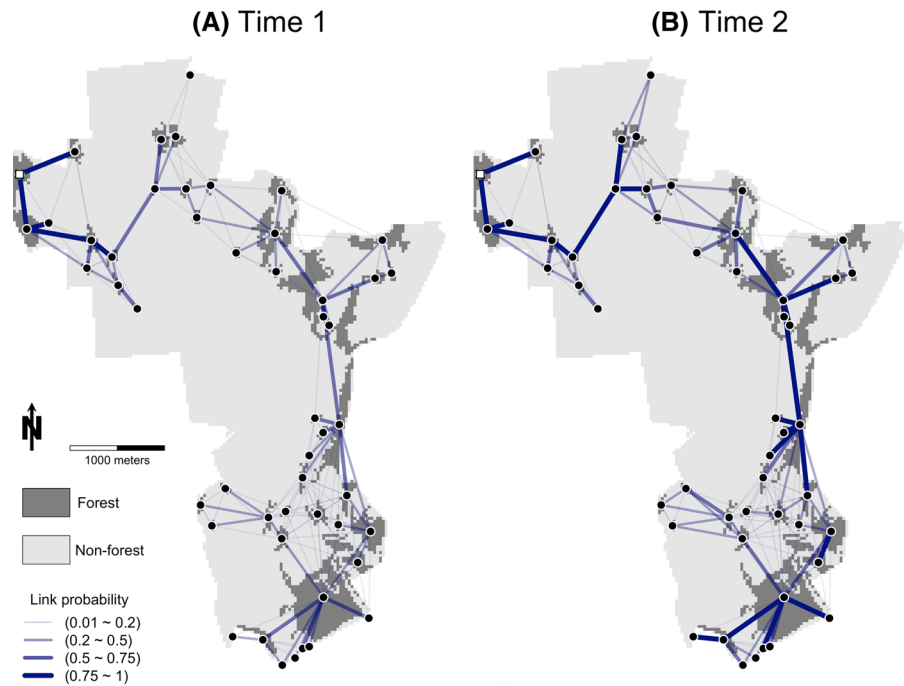 (A) Time 1
(B) Time 2
N
1000 meters
Forest
Non-forest
Link probability
(0.01 ~ 0.2)
(0.2 ~ 0.5)
(0.5 ~ 0.75)
(0.75 ~ 1)